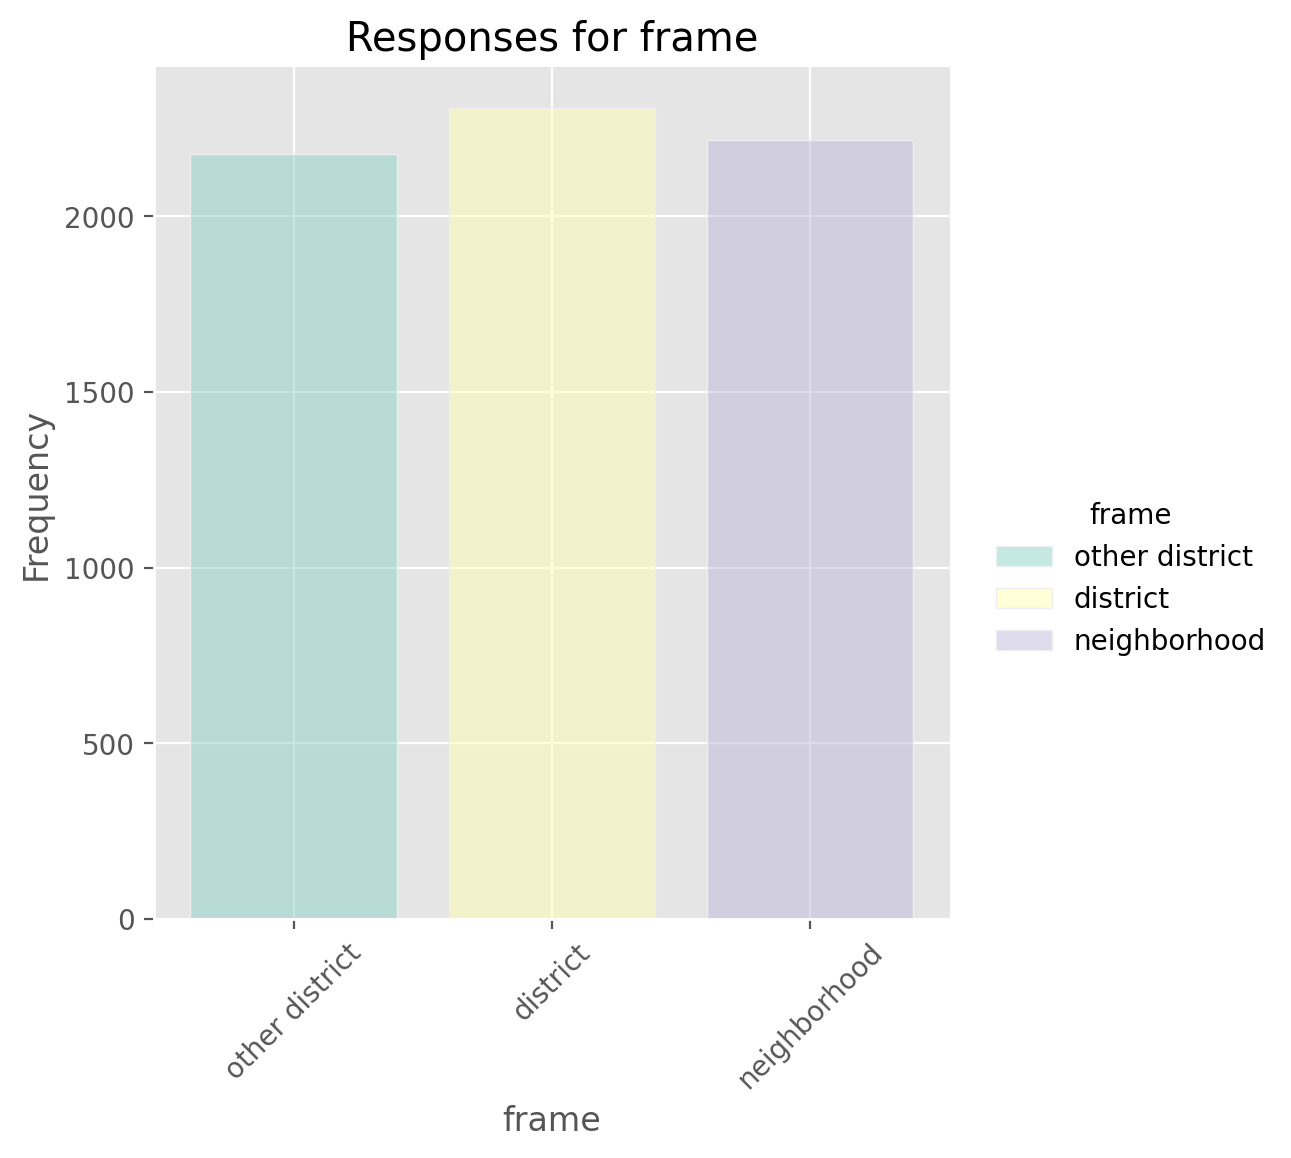 Responses for frame
Frequency
2000
1500
1000
500
0
other district
district
neighborhood
frame
frame
other district
district
neighborhood